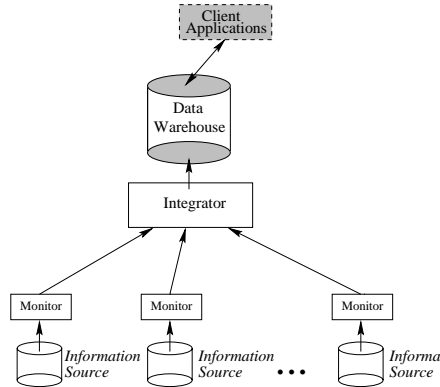 Client
Applications
Data
Warehouse
Integrator
Monitor
Monitor
Monitor
Information
Source
Information
Source
Informa
Source